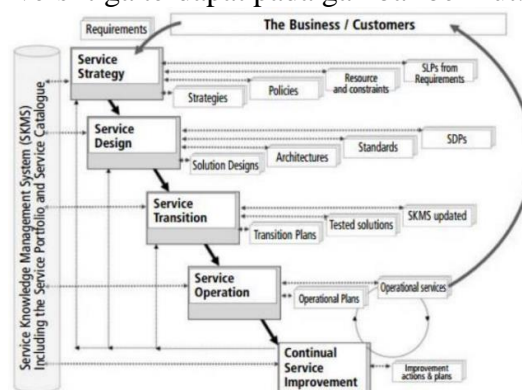 Requirements
The Business / Customers
Service
Strategy
SLPs from
Requirements
Resource
and constraints
Policies
Strategies
Service
Design
SDPs
Standards
Architectures
Solution Designs
Service
Transition
SKMS updated
Tested solutions
Transition Plans
Service
Operation
Operational services
Operational Plans
Continual
Service
Improvement
Improvement
actions & plans
Service Knowledge Management System (SKMS)
Including the Service Portfolio and Service Catalogue